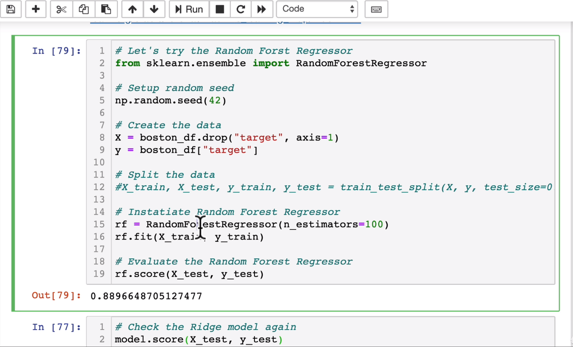 Run
Code
In [79]:
1 # Let's try the Random Forst Regressor
2 from sklearn.ensemble import RandomForestRegressor
3
4 # Setup random seed
5 np.random.seed(42)
6
7 # Create the data
8 X = boston_df.drop("target", axis=1)
9 y = boston_df["target"]
10
11 # Split the data
12 #X_train, X_test, y_train, y_test = train_test_split(X, y, test_size=0
13
14 # Instatiate Random Forest Regressor
15 rf = RandomForestRegressor(n_estimators=100)
16 rf.fit(X_train, y_train)
17
18 # Evaluate the Random Forest Regressor
19 rf.score(X_test, y_test)
Out[79]: 0.8896648705127477
In [77]:
1 # Check the Ridge model again
2 model.score(X_test, y_test)